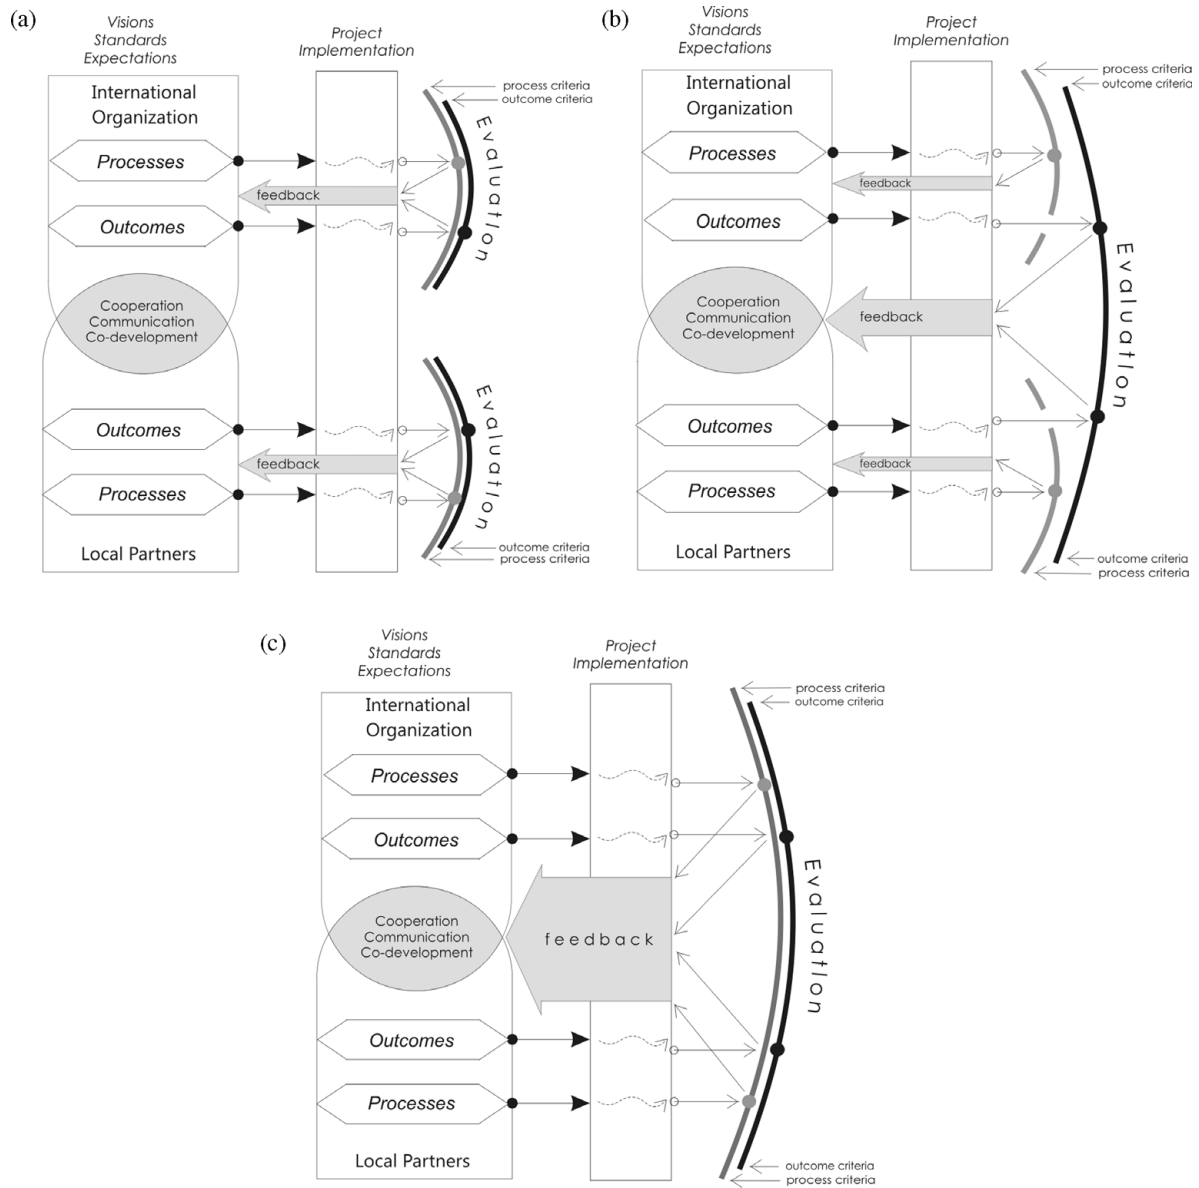 (a)
Visions
Standards
Expectations
Project
Implementation
International
Organization
process criteria
outcome criteria
Processes
feedback
Outcomes
Evaluation
Cooperation
Communication
Co-development
Outcomes
feedback
Processes
Evaluation
Local Partners
outcome criteria
process criteria
(b)
Visions
Standards
Expectations
Project
Implementation
International
Organization
process criteria
outcome criteria
Processes
feedback
Outcomes
Cooperation
Communication
Co-development
feedback
Evaluation
Outcomes
feedback
Processes
Local Partners
outcome criteria
process criteria
(c)
Visions
Standards
Expectations
Project
Implementation
International
Organization
process criteria
outcome criteria
Processes
Outcomes
Cooperation
Communication
Co-development
feedback
Evaluation
Outcomes
Processes
Local Partners
outcome criteria
process criteria